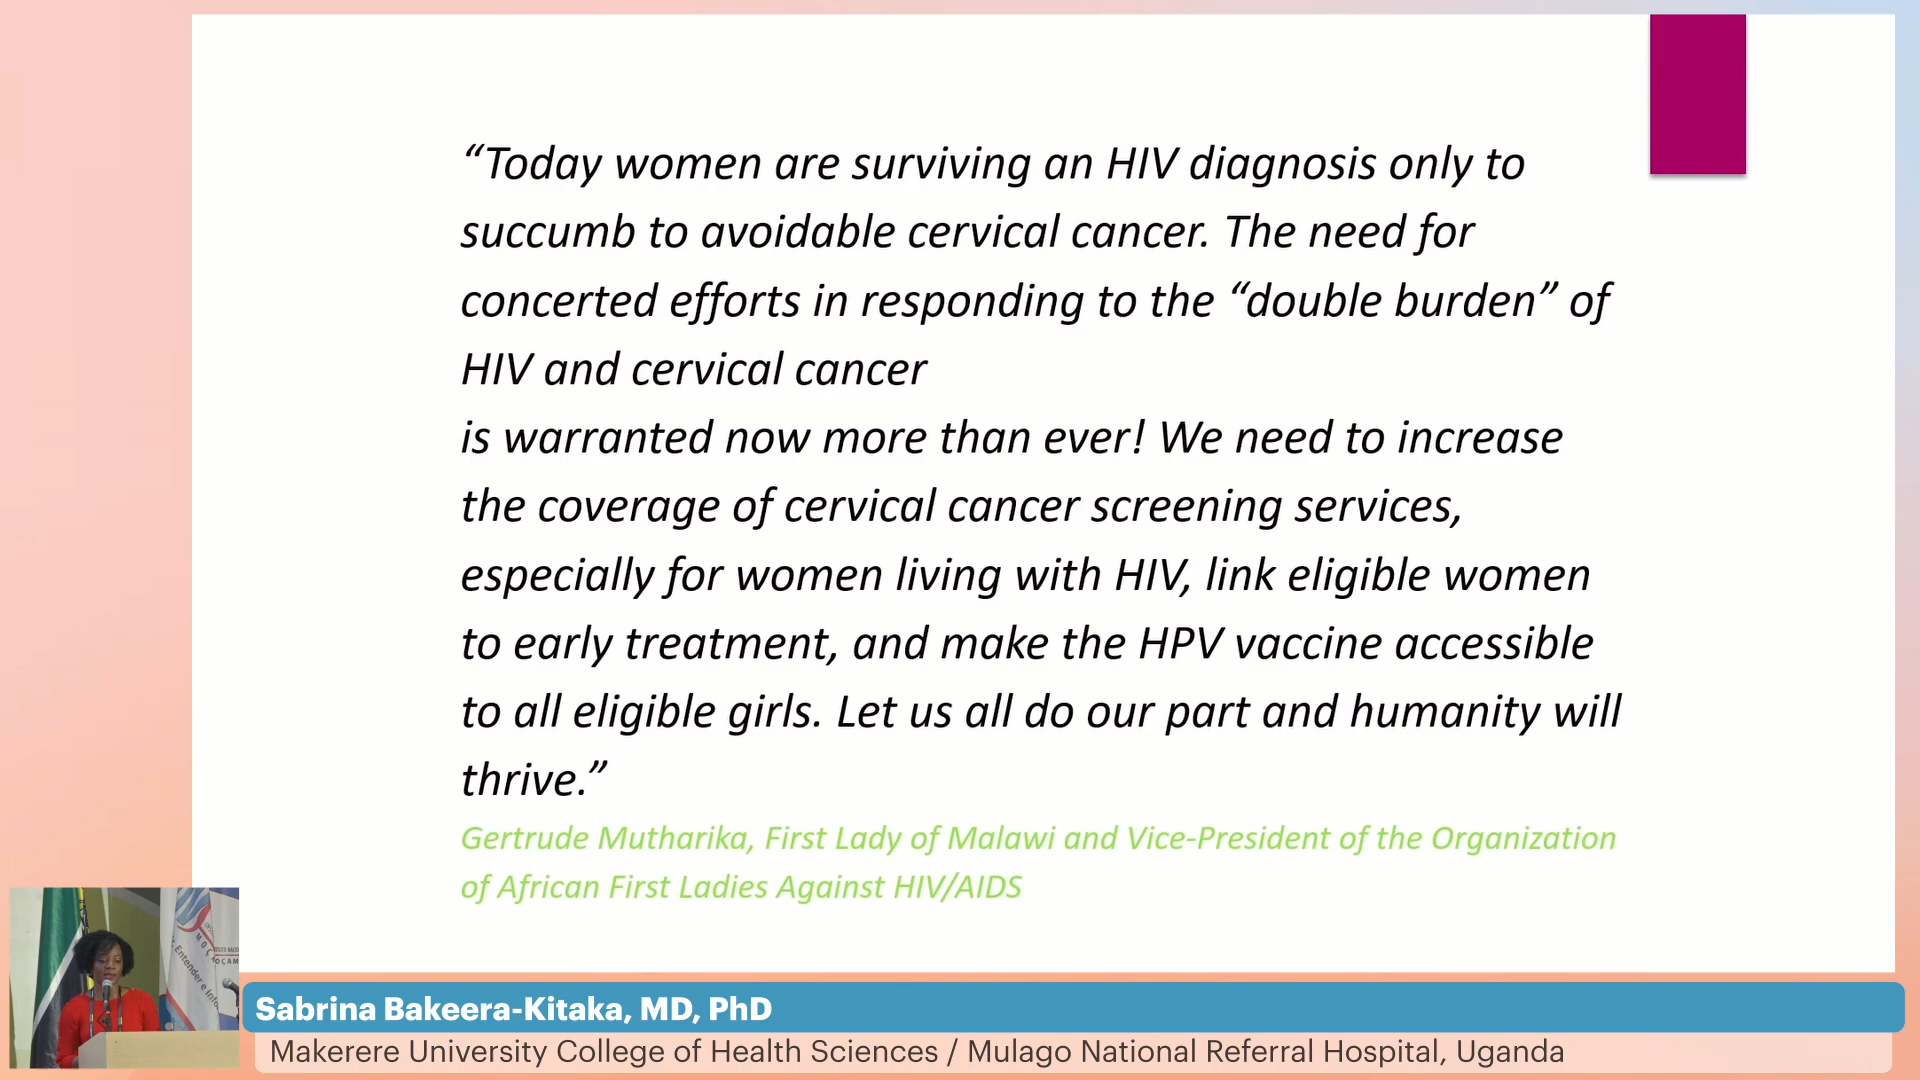 “Today women are surviving an HIV diagnosis only to
succumb to avoidable cervical cancer. The need for
concerted efforts in responding to the “double burden” of
HIV and cervical cancer
is warranted now more than ever! We need to increase
the coverage of cervical cancer screening services,
especially for women living with HIV, link eligible women
to early treatment, and make the HPV vaccine accessible
to all eligible girls. Let us all do our part and humanity will
thrive.”
Gertrude Mutharika, First Lady of Malawi and Vice-President of the Organization
of African First Ladies Against HIV/AIDS
Entender e
Sabrina Bakeera-Kitaka, MD, PhD
Makerere University College of Health Sciences / Mulago National Referral Hospital, Uganda